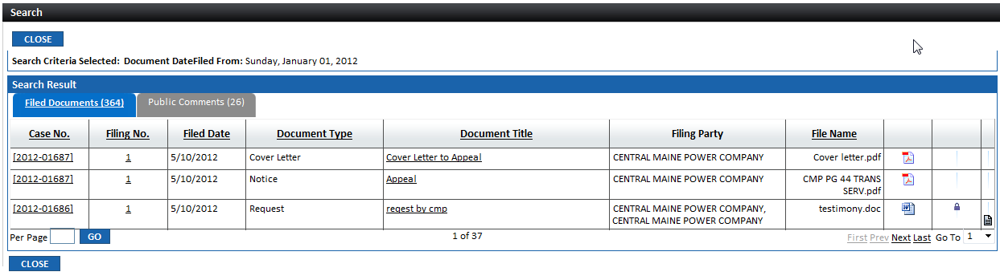 Search
CLOSE
Search Criteria Selected: Document DateFiled From: Sunday, January 01, 2012
Search Result
Filed Documents (364) Public Comments (26)
Case No. Filing No. Filed Date Document Type Document Title Filing Party File Name
[2012-01687] 1 5/10/2012 Cover Letter Cover Letter to Appeal CENTRAL MAINE POWER COMPANY Cover letter.pdf
[2012-01687] 1 5/10/2012 Notice Appeal CENTRAL MAINE POWER COMPANY CMP PG 44 TRANS
SERV.pdf
[2012-01686] 1 5/10/2012 Request reqest by cmp CENTRAL MAINE POWER COMPANY, testimony.doc
CENTRAL MAINE POWER COMPANY
Per Page GO 1 of 37 First Prev Next Last Go To 1
CLOSE